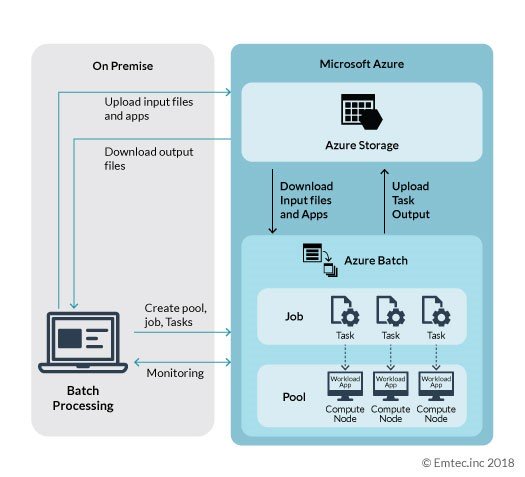 On Premise
Microsoft Azure
Upload input files
and apps
Azure Storage
Download output
files
Download
Input files
and Apps
Upload
Task
Output
Azure Batch
Create pool,
job, Tasks
Job
Task
Task
Task
Monitoring
Batch
Processing
Pool
Workload
App
Workload
App
Workload
App
Compute
Node
Compute
Node
Compute
Node
© Emtec.inc 2018